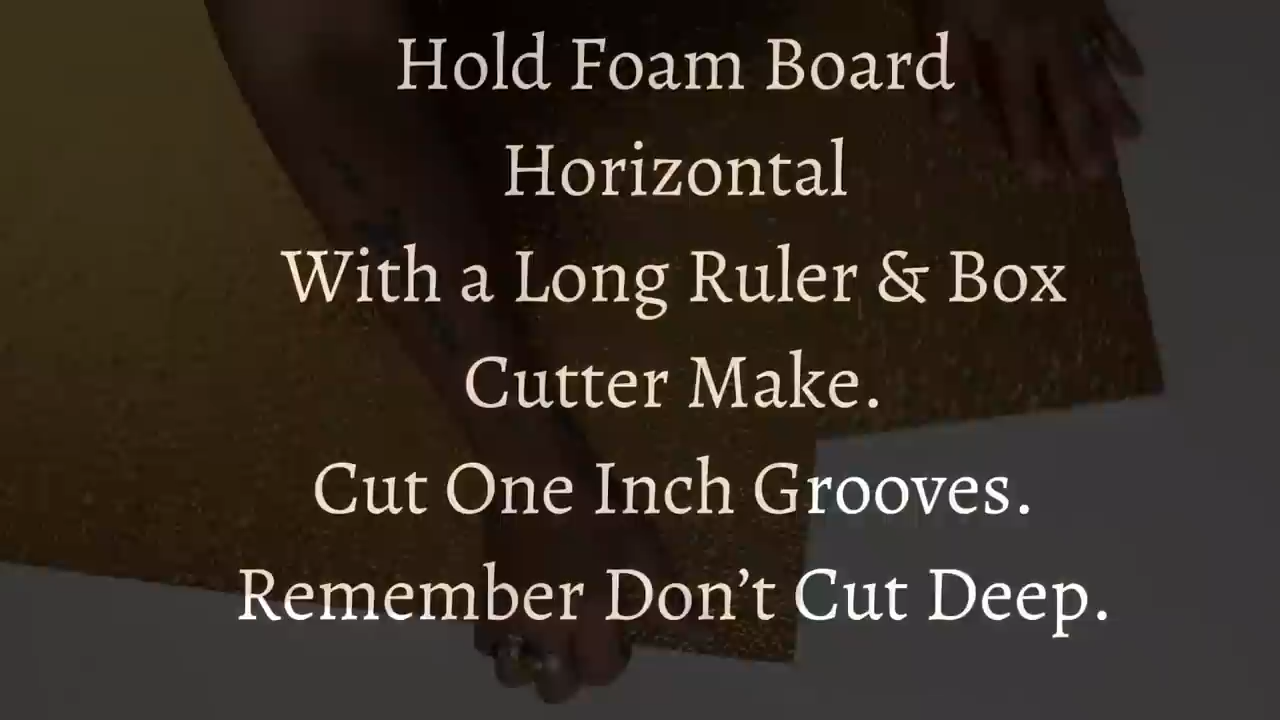 Hold Foam Board
Horizontal
With a Long Ruler & Box
Cutter Make.
Cut One Inch Grooves.
Remember Don’t Cut Deep.